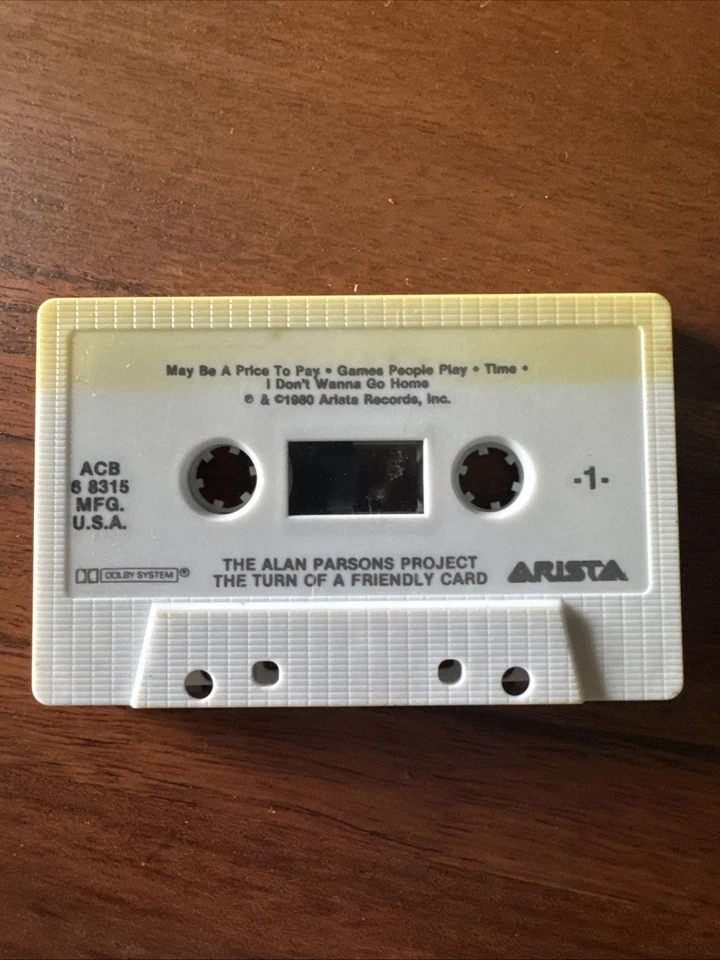 May Be A Price To Pay • Games People Play • Time •
I Don't Wanna Go Home
℗ & ©1980 Arista Records, Inc.
ACB
6 8315
MFG.
U.S.A.
-1-
DOLBY SYSTEM ®
THE ALAN PARSONS PROJECT
THE TURN OF A FRIENDLY CARD
ARISTA